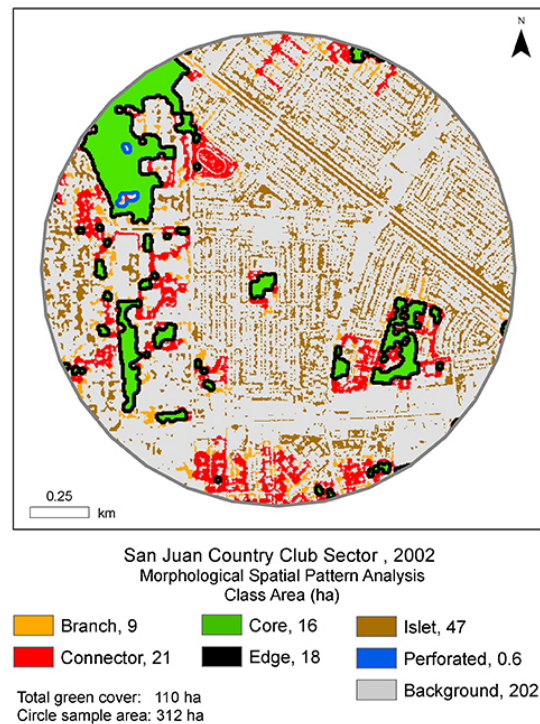 N
0.25
km
San Juan Country Club Sector , 2002
Morphological Spatial Pattern Analysis
Class Area (ha)
Branch, 9 Core, 16 Islet, 47
Connector, 21 Edge, 18 Perforated, 0.6
Background, 202
Total green cover: 110 ha
Circle sample area: 312 ha